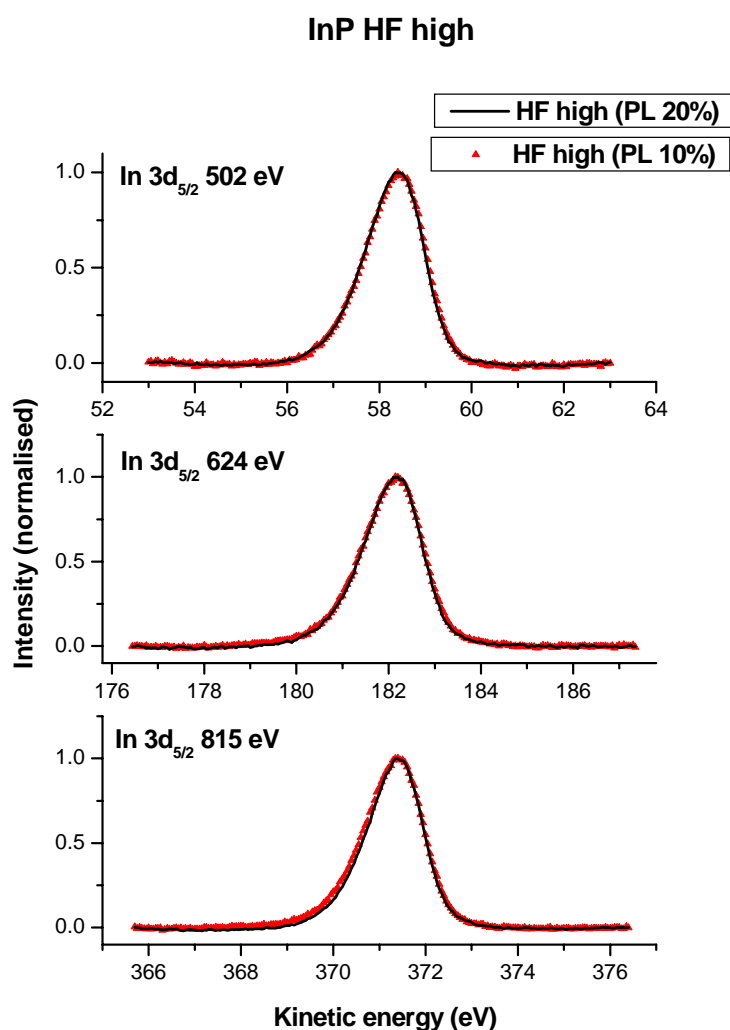 InP HF high
HF high (PL 20%)
HF high (PL 10%)
In 3d5/2 502 eV
1.0
0.5
0.0
52 54 56 58 60 62 64
In 3d5/2 624 eV
1.0
0.5
0.0
176 178 180 182 184 186
In 3d5/2 815 eV
1.0
0.5
0.0
366 368 370 372 374 376
Intensity (normalised)
Kinetic energy (eV)